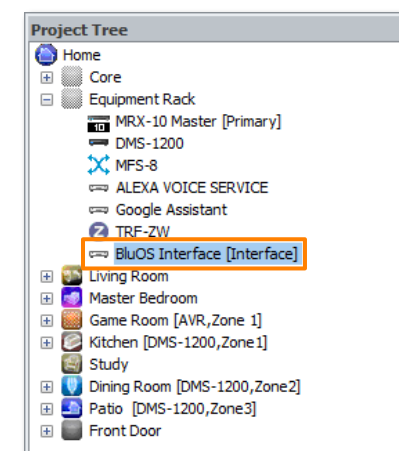 Project Tree
Home
Core
Equipment Rack
10 MRX-10 Master [Primary]
DMS-1200
MFS-8
ALEXA VOICE SERVICE
Google Assistant
Z TRF-ZW
BluOS Interface [Interface]
Living Room
Master Bedroom
Game Room [AVR,Zone 1]
Kitchen [DMS-1200,Zone1]
Study
Dining Room [DMS-1200,Zone2]
Patio [DMS-1200,Zone3]
Front Door